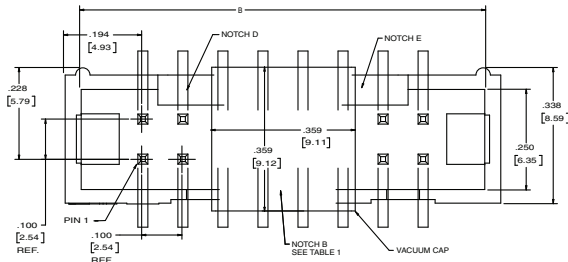 B
.194
[4.93]
NOTCH D
NOTCH E
.228
[5.79]
.338
[8.59]
.359
[9.11]
.359
[9.12]
.250
[6.35]
PIN 1
.100
[2.54]
REF.
.100
[2.54]
REF.
NOTCH B
SEE TABLE 1
VACUUM CAP